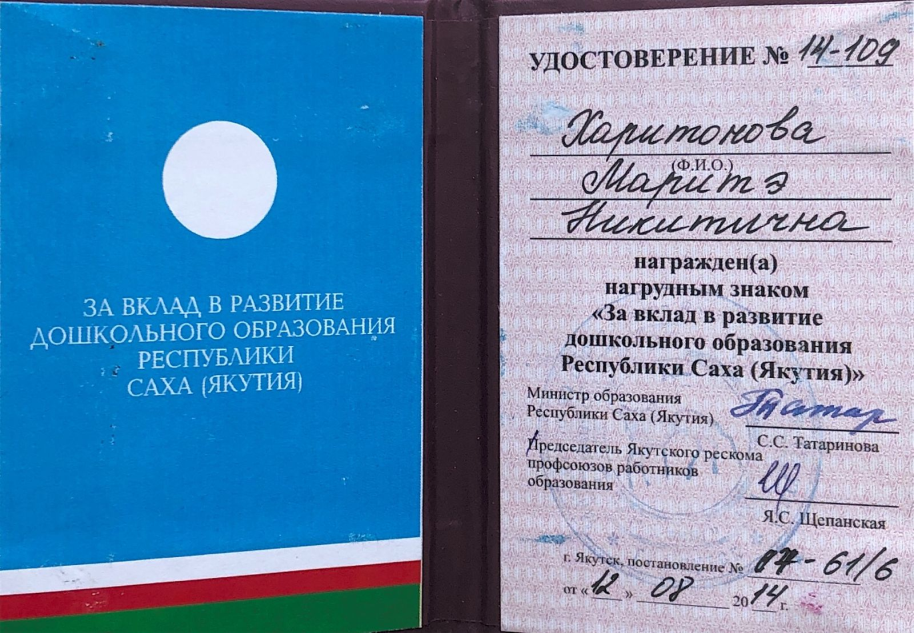 ЗА ВКЛАД В РАЗВИТИЕ
ДОШКОЛЬНОГО ОБРАЗОВАНИЯ
РЕСПУБЛИКИ
САХА (ЯКУТИЯ)
УДОСТОВЕРЕНИЕ № 14-109
Харитонова
(Ф.И.О.)
Маритэ
Никитична
награжден(а)
нагрудным знаком
«За вклад в развитие
дошкольного образования
Республики Саха (Якутия)»
Министр образования
Республики Саха (Якутия)
С.С. Татаринова
Председатель Якутского рескома
профсоюзов работников
образования
Я.С. Щепанская
г. Якутск, постановление № 07-61/6
от «12» 08 2014 г.